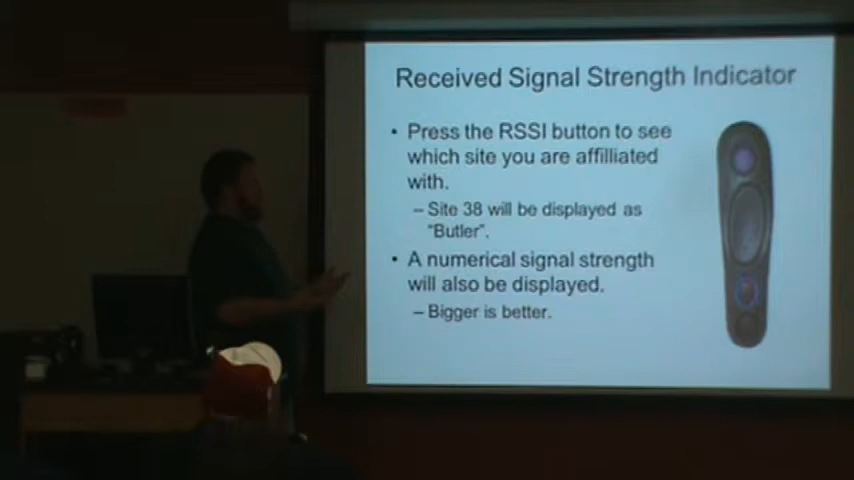 Received Signal Strength Indicator
• Press the RSSI button to see
which site you are affilliated
with.
– Site 38 will be displayed as
"Butler".
• A numerical signal strength
will also be displayed.
– Bigger is better.